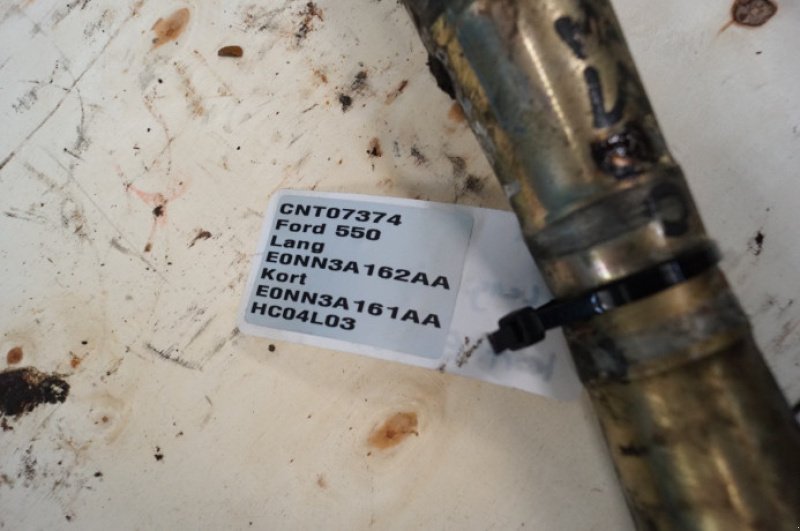 CNT07374
Ford 550
Lang
E0NN3A162AA
Kort
E0NN3A161AA
HC04L03